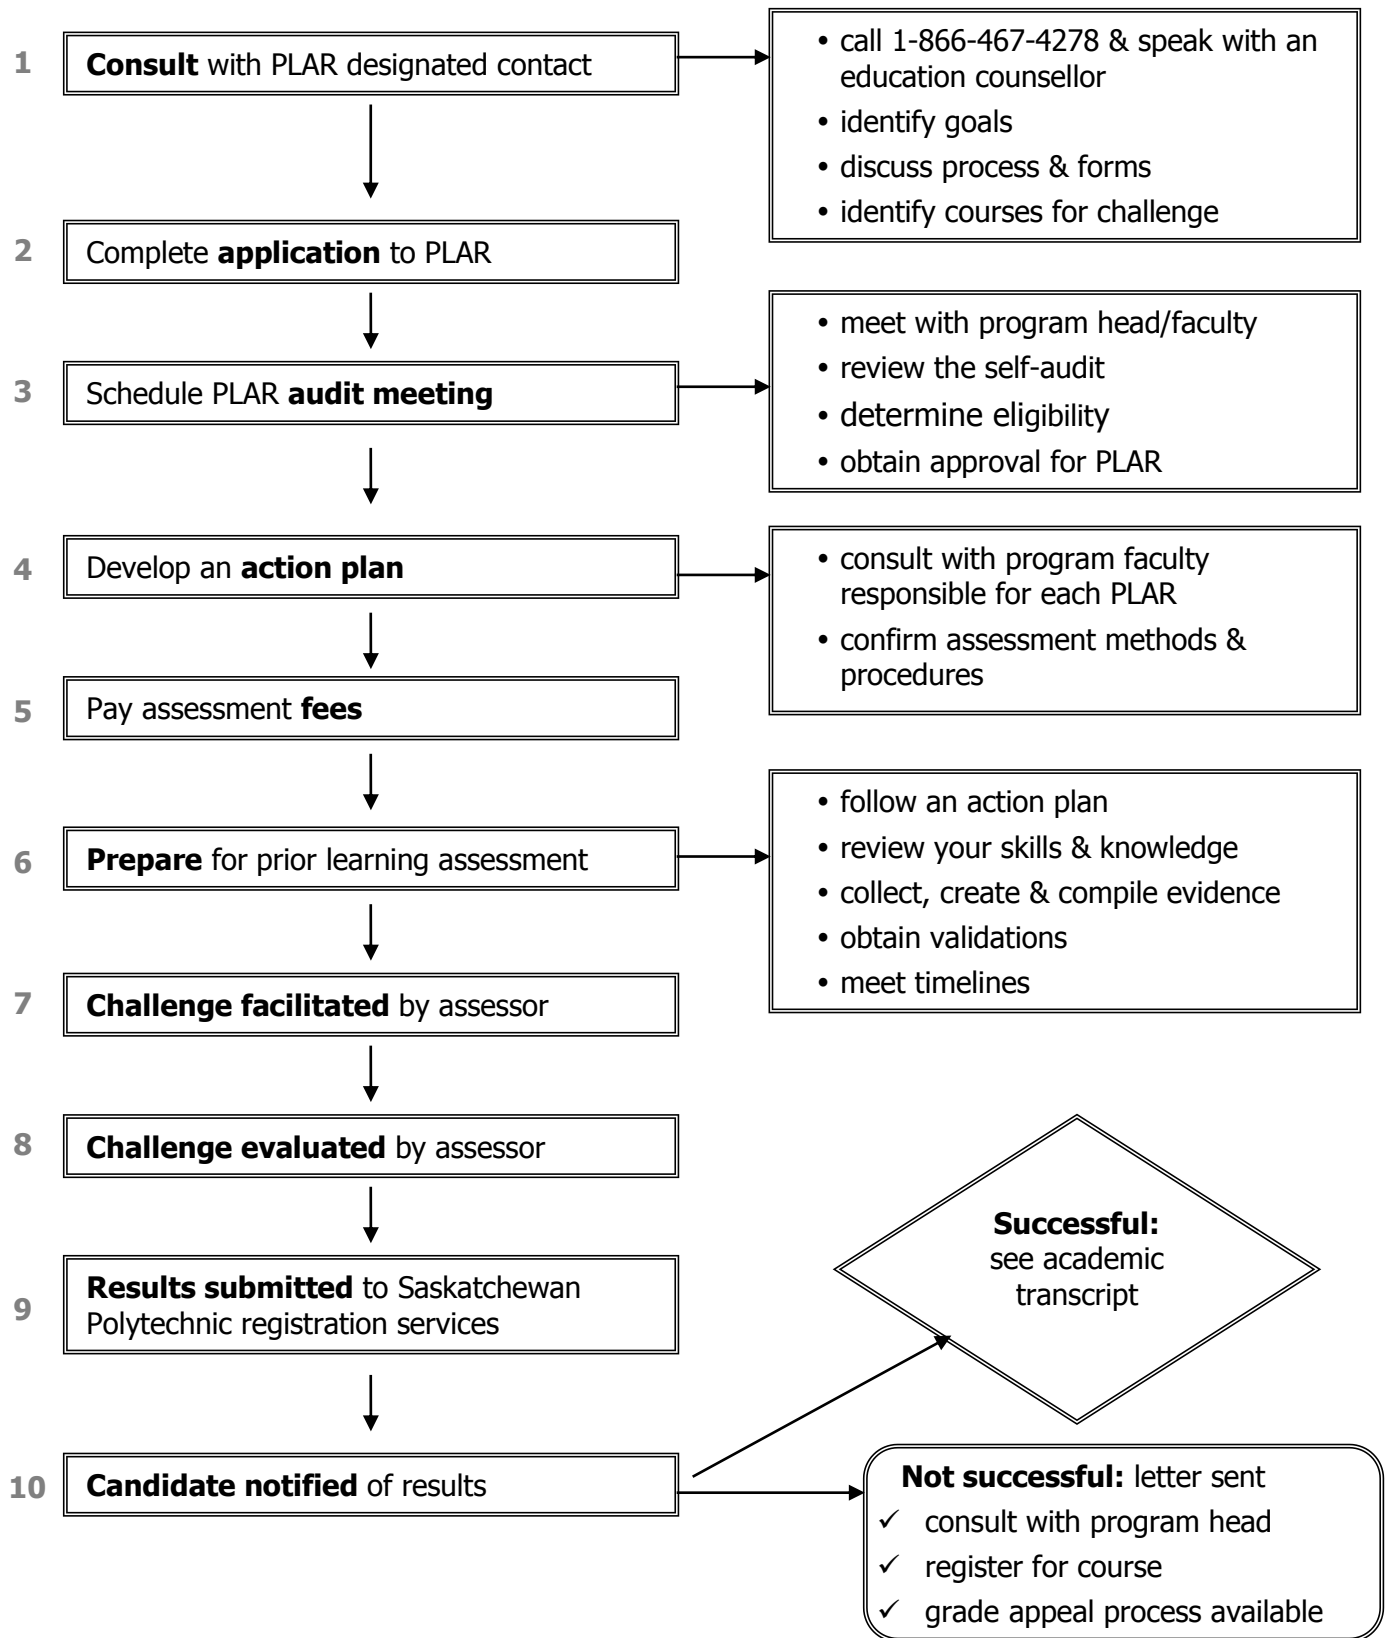 1
Consult with PLAR designated contact
• call 1-866-467-4278 & speak with an
education counsellor
• identify goals
• discuss process & forms
• identify courses for challenge
2
Complete application to PLAR
3
Schedule PLAR audit meeting
• meet with program head/faculty
• review the self-audit
• determine eligibility
• obtain approval for PLAR
4
Develop an action plan
• consult with program faculty
responsible for each PLAR
• confirm assessment methods &
procedures
5
Pay assessment fees
6
Prepare for prior learning assessment
• follow an action plan
• review your skills & knowledge
• collect, create & compile evidence
• obtain validations
• meet timelines
7
Challenge facilitated by assessor
8
Challenge evaluated by assessor
9
Results submitted to Saskatchewan
Polytechnic registration services
Successful:
see academic
transcript
10
Candidate notified of results
Not successful: letter sent
✓ consult with program head
✓ register for course
✓ grade appeal process available